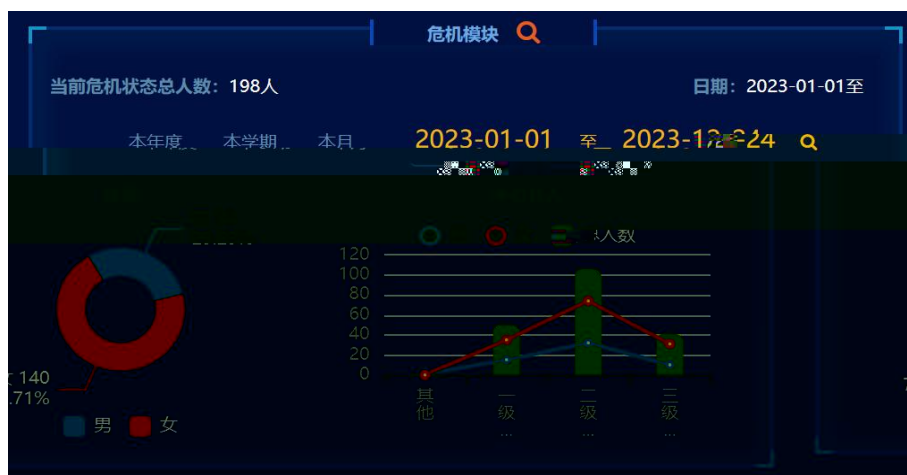 危机模块
当前危机状态总人数：198人
日期：2023-01-01至
本年度 本学期 本月 2023-01-01 至
人数
120
100
80
60
40
20
0
140
71%
其他 一级... 二级... 三级...
男 女